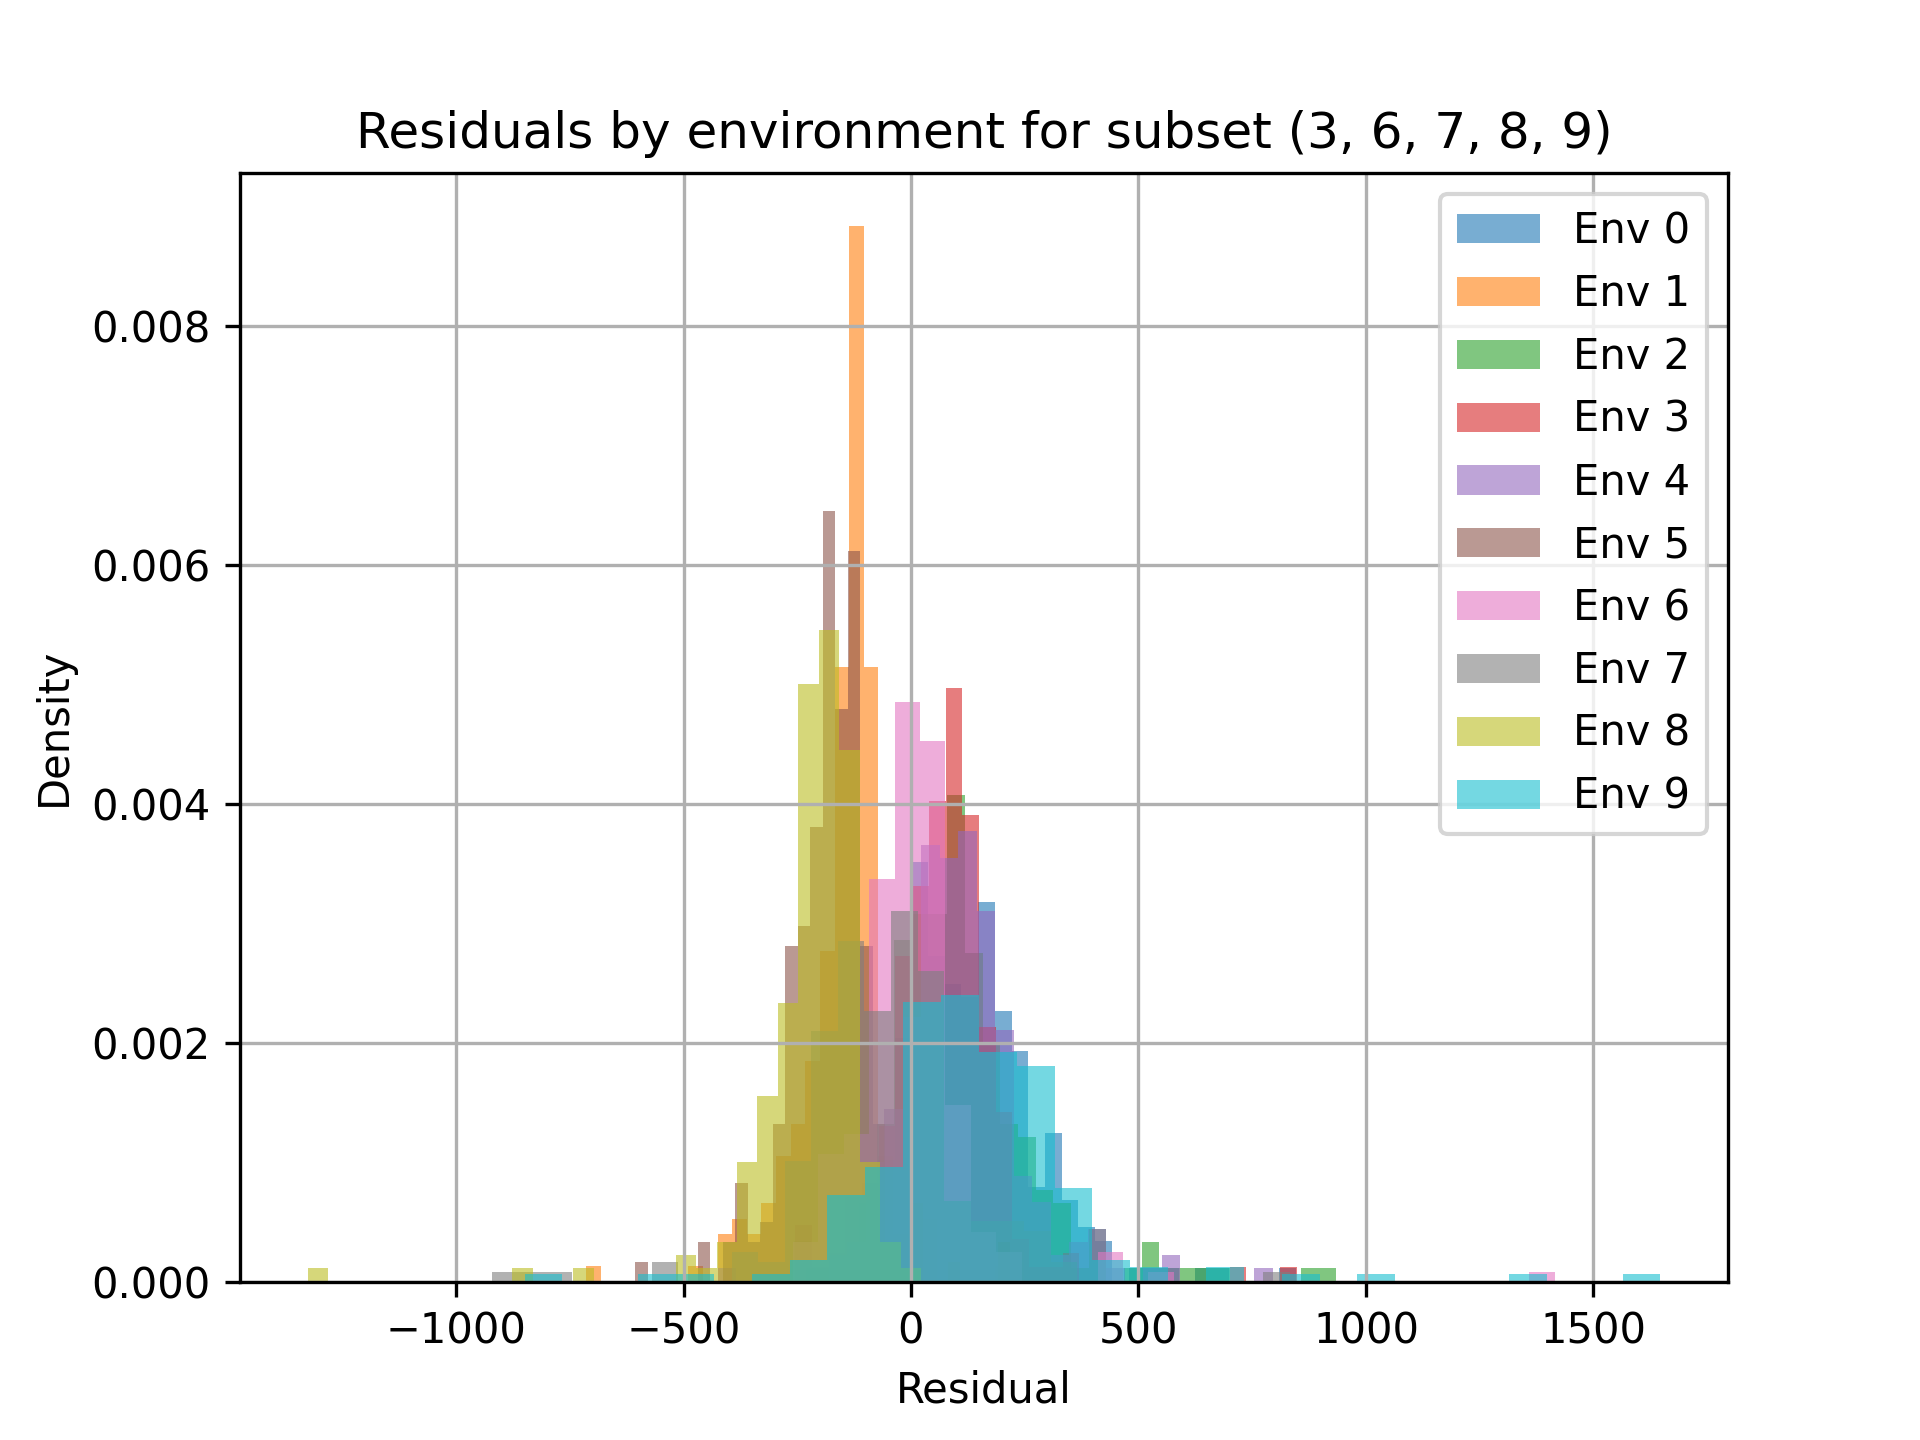 Residuals by environment for subset (3, 6, 7, 8, 9)
Env 0
Env 1
Env 2
Env 3
Env 4
Env 5
Env 6
Env 7
Env 8
Env 9
0.008
0.006
0.004
0.002
0.000
Density
−1000 −500 0 500 1000 1500
Residual